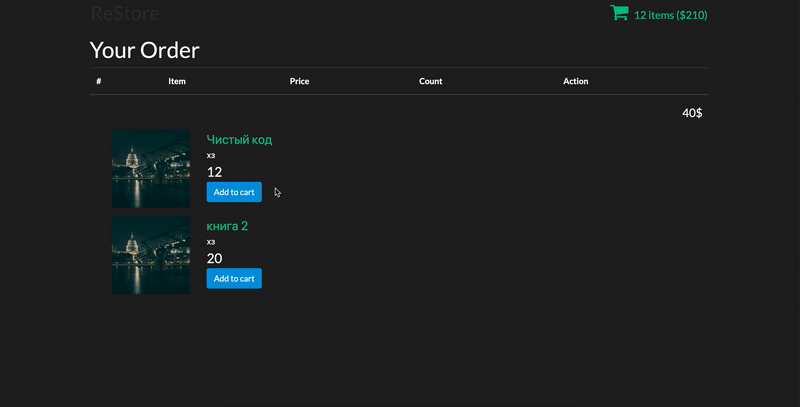 ReStore
12 items ($210)
Your Order
# Item Price Count Action
40$
Чистый код
хз
12
Add to cart
книга 2
хз
20
Add to cart